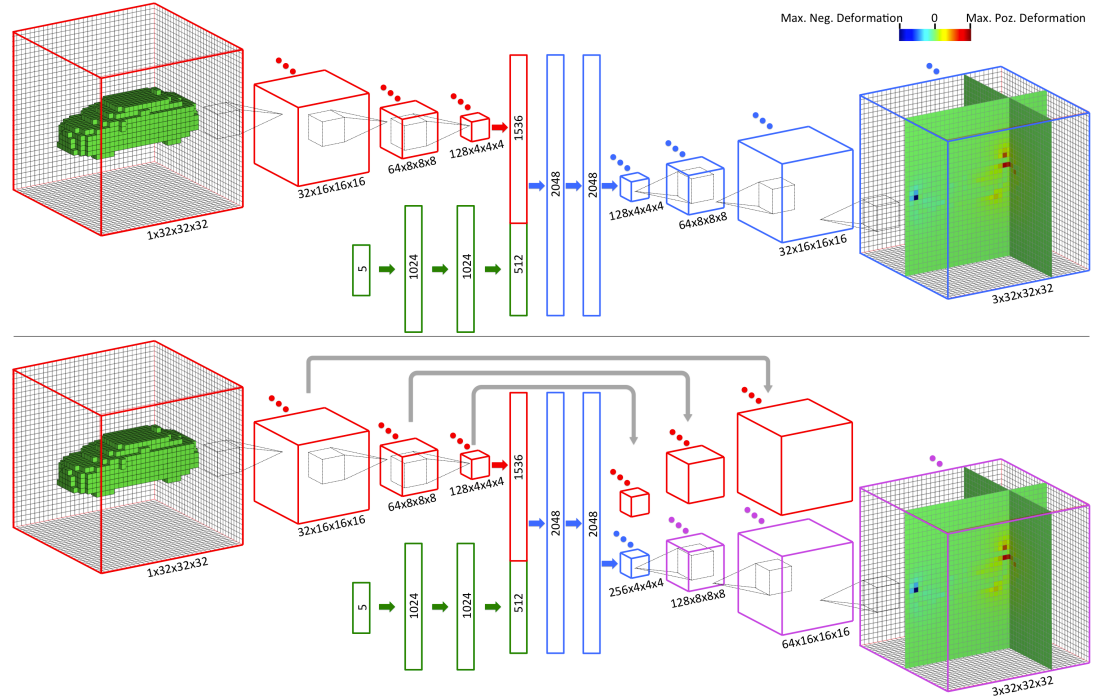 Max. Neg. Deformation 0 Max. Poz. Deformation
1x32x32x32
32x16x16x16
64x8x8x8
128x4x4x4
1536
512
5
1024
1024
2048
2048
128x4x4x4
64x8x8x8
32x16x16x16
3x32x32x32
1x32x32x32
32x16x16x16
64x8x8x8
128x4x4x4
1536
512
5
1024
1024
2048
2048
256x4x4x4
128x8x8x8
64x16x16x16
3x32x32x32